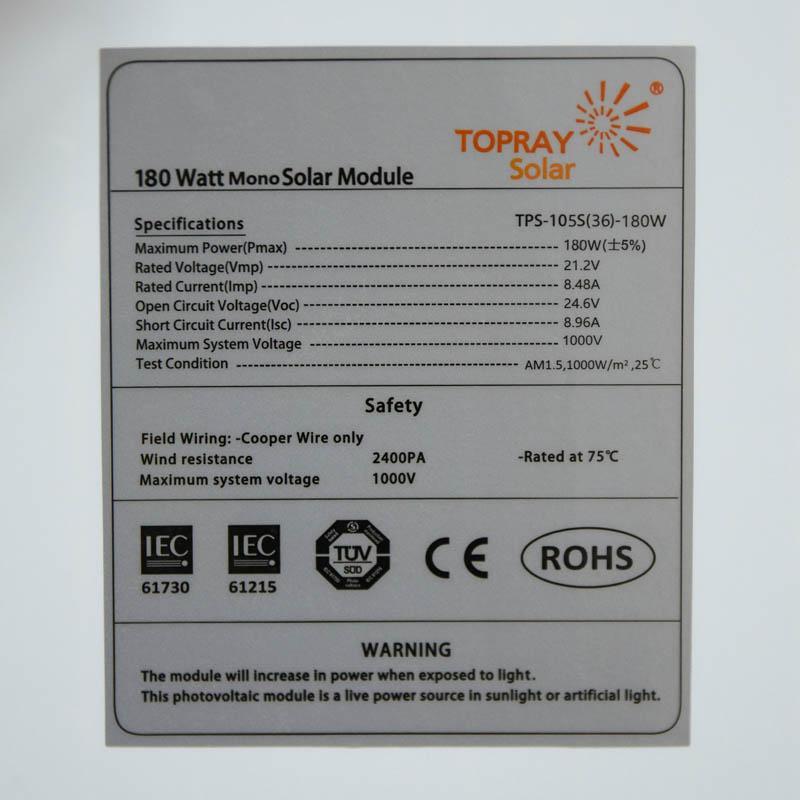 TOPRAY ®
Solar
180 Watt Mono Solar Module
Specifications TPS-105S(36)-180W
Maximum Power(Pmax) ---------------- 180W(±5%)
Rated Voltage(Vmp) ---------------- 21.2V
Rated Current(Imp) ---------------- 8.48A
Open Circuit Voltage(Voc) ---------------- 24.6V
Short Circuit Current(Isc) ---------------- 8.96A
Maximum System Voltage ---------------- 1000V
Test Condition ---------------- AM1.5,1000W/m²,25℃
Safety
Field Wiring: -Cooper Wire only
Wind resistance 2400PA -Rated at 75℃
Maximum system voltage 1000V
IEC IEC TÜV CE ROHS
SÜD
61730 61215
WARNING
The module will increase in power when exposed to light.
This photovoltaic module is a live power source in sunlight or artificial light.